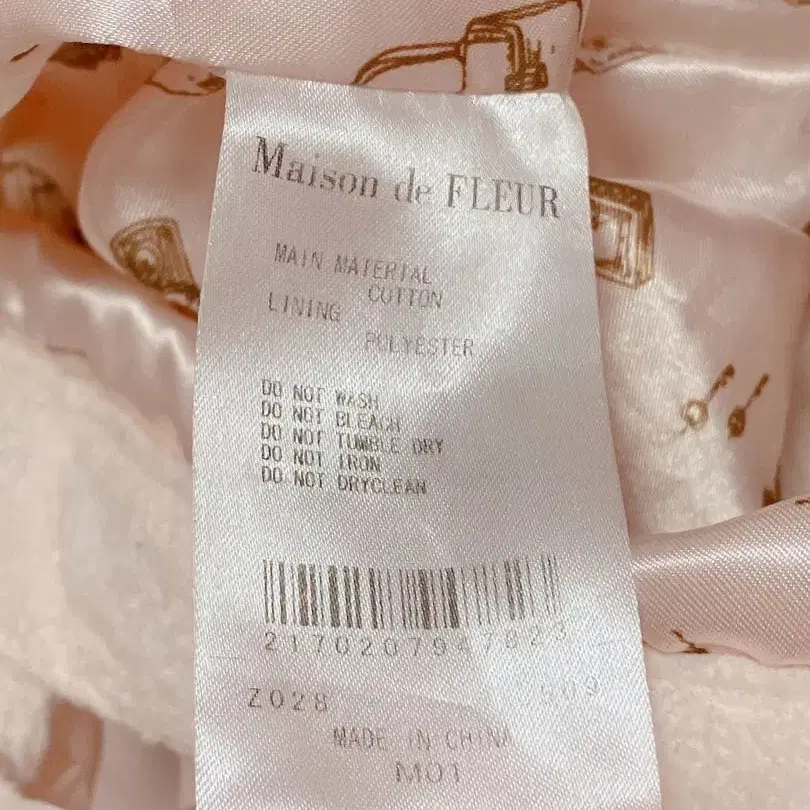 Maison de FLEUR
MAIN MATERIAL
COTTON
LINING
POLYESTER
DO NOT WASH
DO NOT BLEACH
DO NOT TUMBLE DRY
DO NOT IRON
DO NOT DRYCLEAN
2170207947823
Z028
MADE IN CHINA
M01